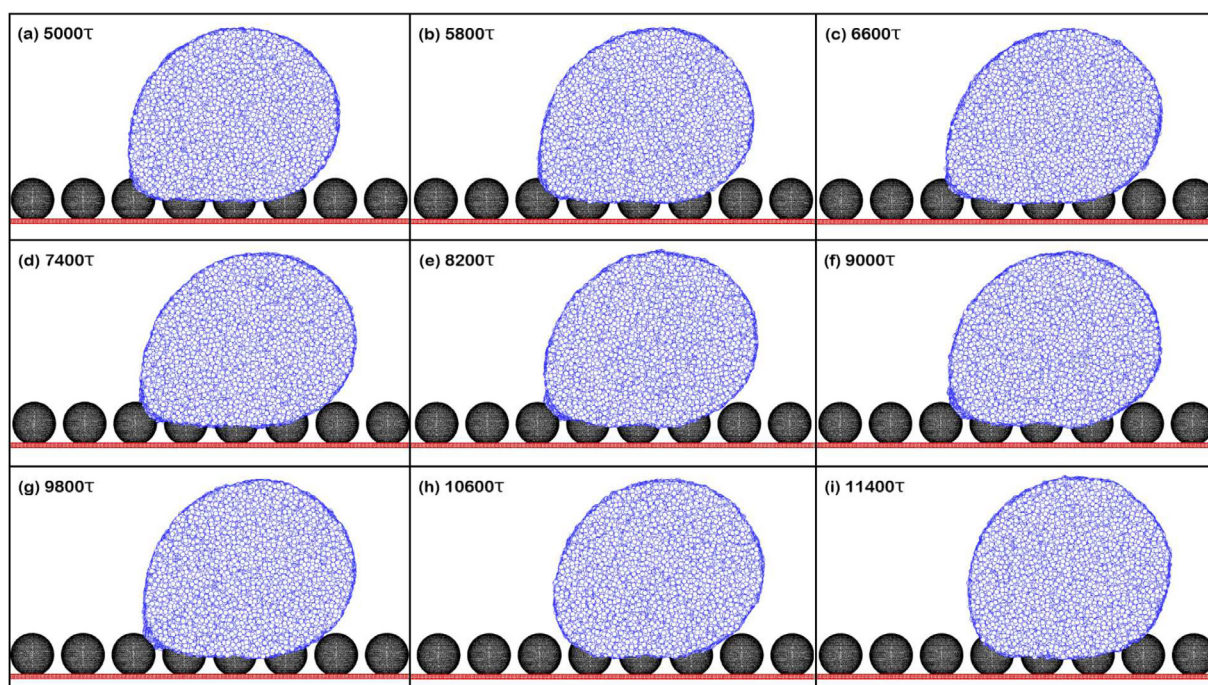 (a) 5000τ
(b) 5800τ
(c) 6600τ
(d) 7400τ
(e) 8200τ
(f) 9000τ
(g) 9800τ
(h) 10600τ
(i) 11400τ